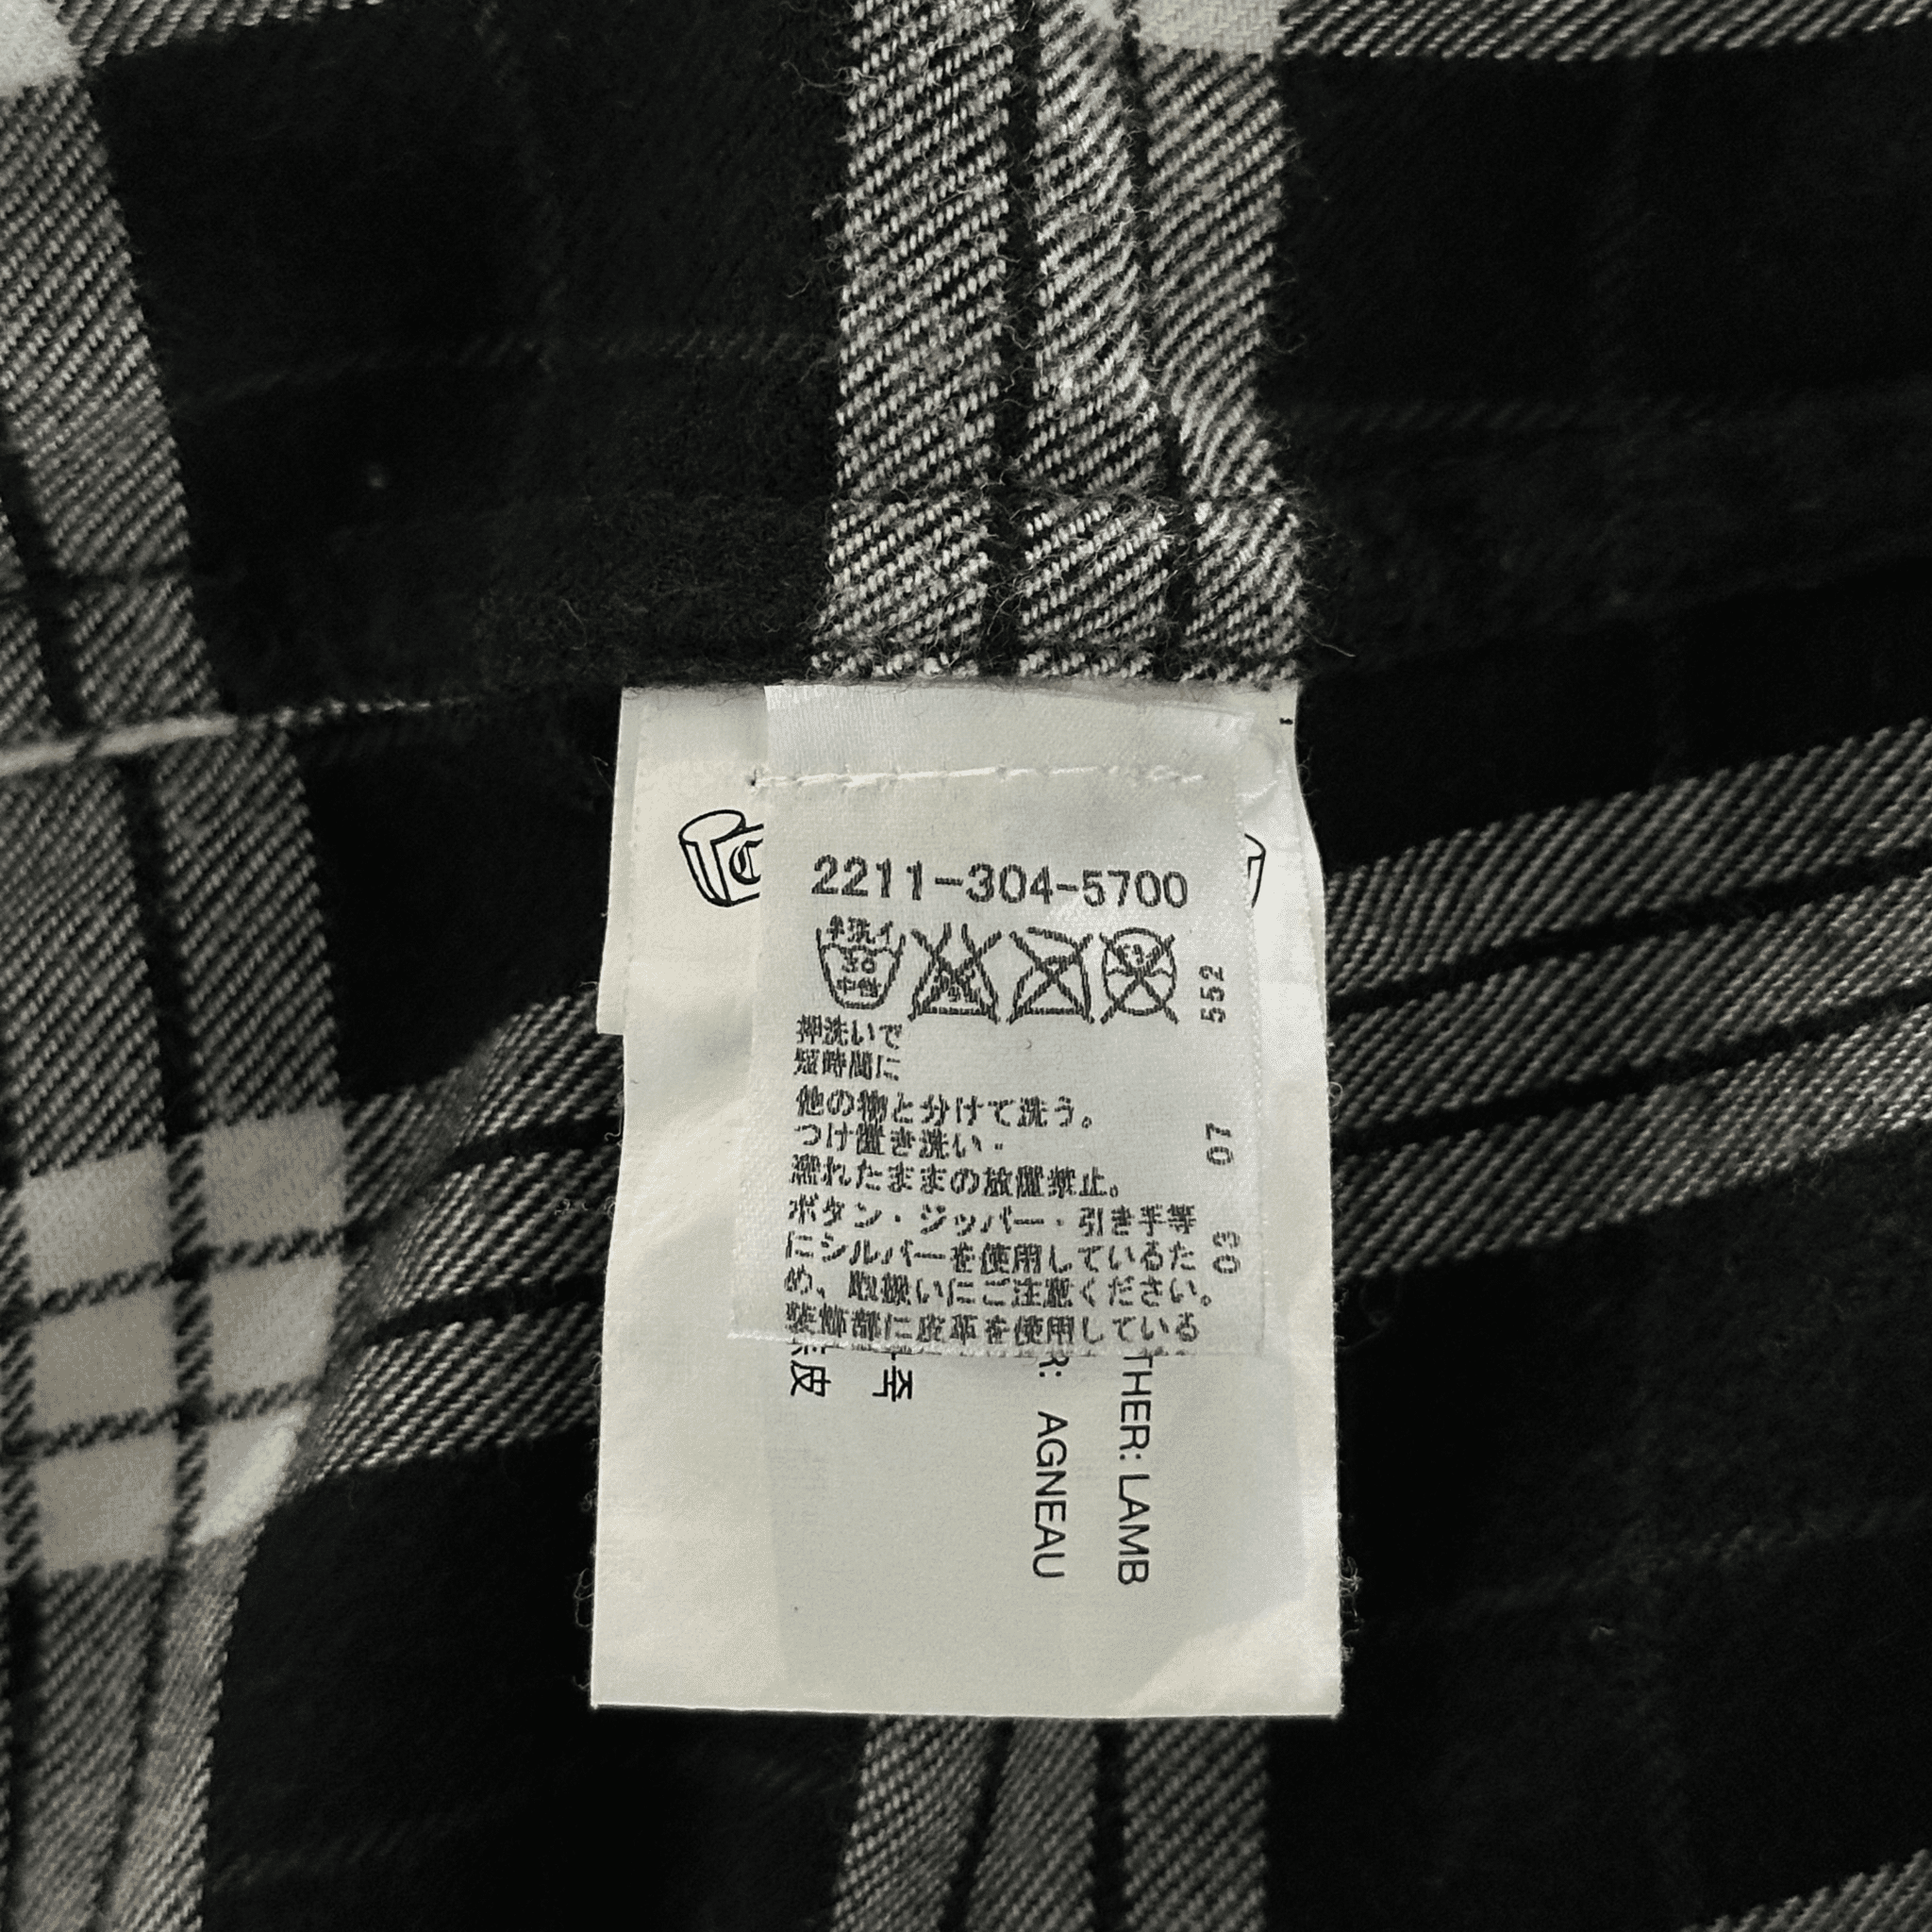 2211-304-5700
手洗イ
30
中性
552
押洗いで
短時間に
他の物と分けて洗う。
つけ置き洗い・
濡れたままの放置禁止。
ボタン・ジッパー・引き手等
にシルバーを使用しているた
め、取扱いにご注意ください。
装飾部に皮革を使用している
07
03
THER: LAMB
R: AGNEAU
죽
皮